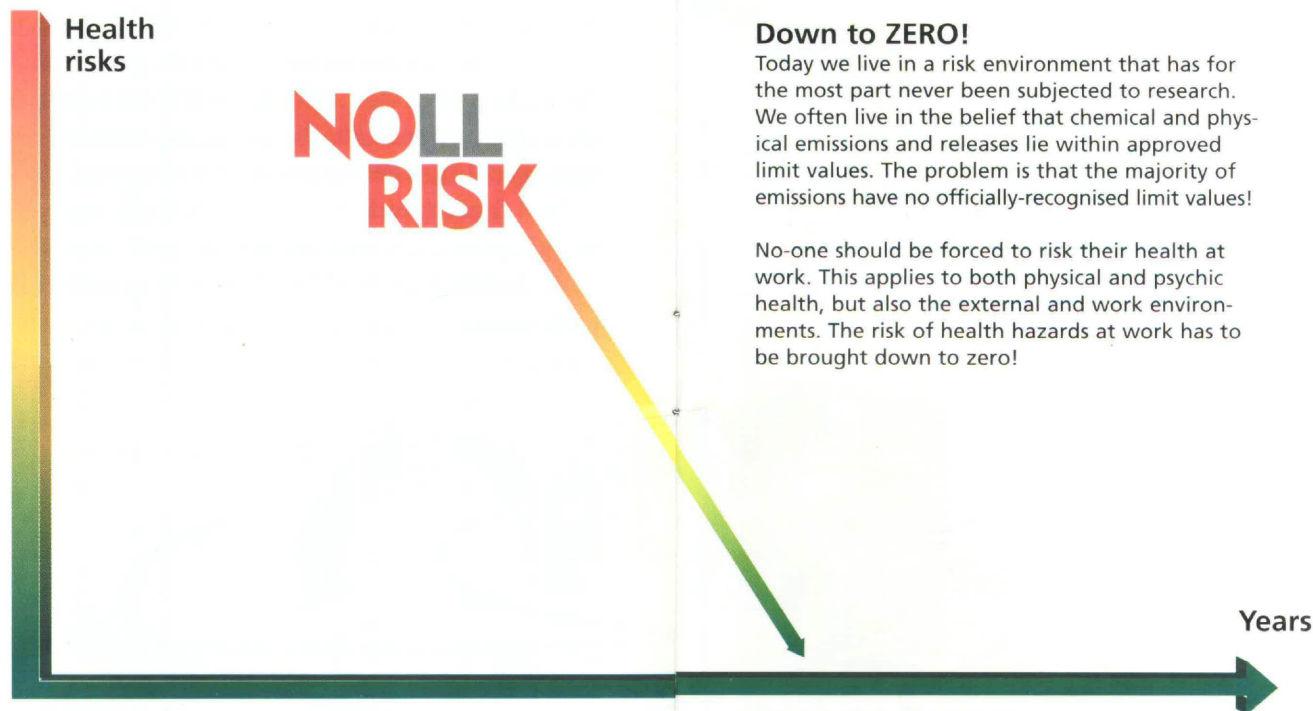 Health
risks
NOLL
RISK
Down to ZERO!
Today we live in a risk environment that has for
the most part never been subjected to research.
We often live in the belief that chemical and phys-
ical emissions and releases lie within approved
limit values. The problem is that the majority of
emissions have no officially-recognised limit values!
No-one should be forced to risk their health at
work. This applies to both physical and psychic
health, but also the external and work environ-
ments. The risk of health hazards at work has to
be brought down to zero!
Years